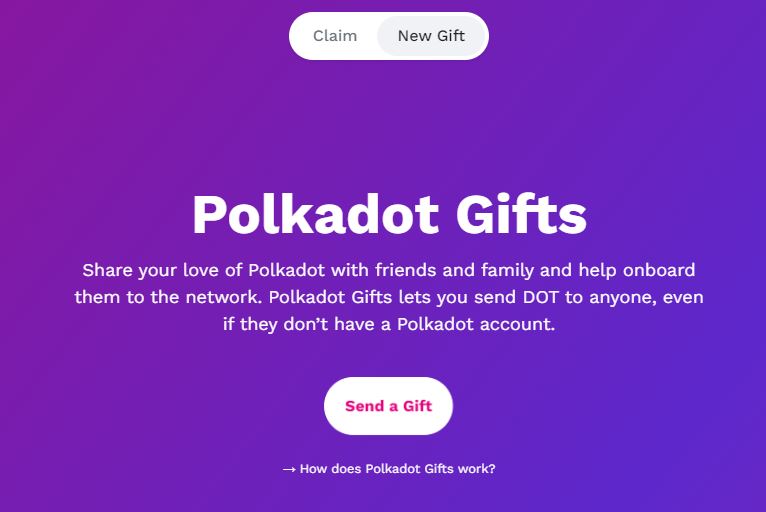 Claim New Gift
Polkadot Gifts
Share your love of Polkadot with friends and family and help onboard
them to the network. Polkadot Gifts lets you send DOT to anyone, even
if they don’t have a Polkadot account.
Send a Gift
→ How does Polkadot Gifts work?